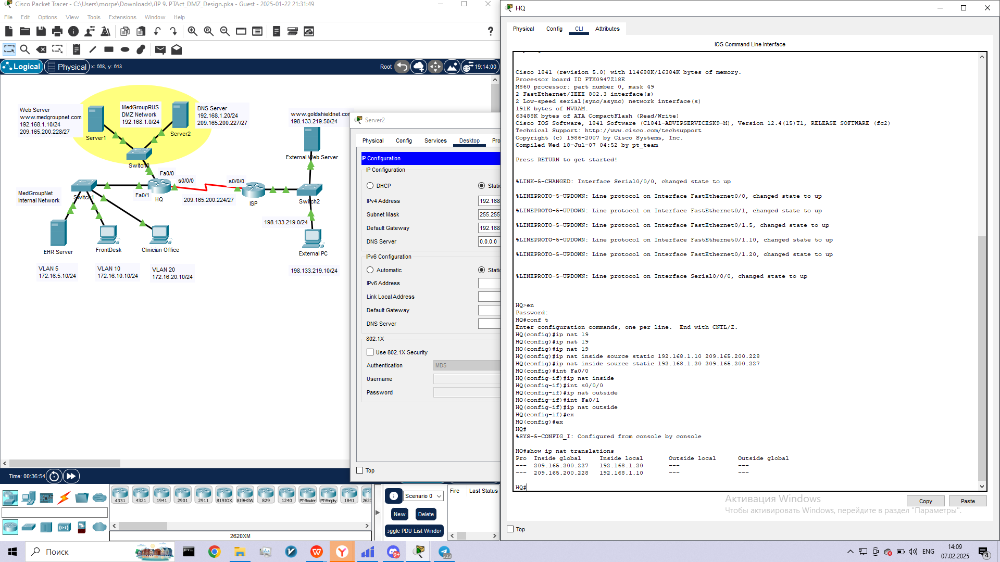 Cisco Packet Tracer - C:\Users\morpe\Downloads\ЛР 9. PTAct_DMZ_Design.pka - Guest - 2025-01-22 21:31:49
File Edit Options View Tools Extensions Window Help
Logical Physical x: 568, y: 613 Root 19:14:00
Web Server
www.medgroupnet.com
192.168.1.10/24
209.165.200.228/27
MedGroupRUS
DMZ Network
192.168.1.0/24
DNS Server
192.168.1.20/24
209.165.200.227/27
Server1
Server2
Switch0
Fa0/0
s0/0/0
s0/0/0
Fa0/1
HQ
209.165.200.224/27
ISP
Switch1
MedGroupNet
Internal Network
www.goldshieldnet.com
198.133.219.50/24
External Web Server
Switch2
198.133.219.0/24
External PC
198.133.219.10/24
EHR Server
FrontDesk
Clinician Office
VLAN 5
172.16.5.10/24
VLAN 10
172.16.10.10/24
VLAN 20
172.16.20.10/24
Time: 00:36:54
4331 4321 1941 2901 2911 819IOX 819HGW 829 1240 PT-Router PT-Empty 1841 262
2620XM
Scenario 0
New Delete
oggle PDU List Windov
Fire Last Status
Server2
Physical Config Services Desktop Pro
IP Configuration
IP Configuration
DHCP Static
IPv4 Address 192.168
Subnet Mask 255.255
Default Gateway 192.168
DNS Server 0.0.0.0
IPv6 Configuration
Automatic Static
IPv6 Address
Link Local Address
Default Gateway
DNS Server
802.1X
Use 802.1X Security
Authentication MD5
Username
Password
Top
HQ
Physical Config CLI Attributes
IOS Command Line Interface
Cisco 1841 (revision 5.0) with 114688K/16384K bytes of memory.
Processor board ID FTX0947Z18E
M860 processor: part number 0, mask 49
2 FastEthernet/IEEE 802.3 interface(s)
2 Low-speed serial(sync/async) network interface(s)
191K bytes of NVRAM.
63488K bytes of ATA CompactFlash (Read/Write)
Cisco IOS Software, 1841 Software (C1841-ADVIPSERVICESK9-M), Version 12.4(15)T1, RELEASE SOFTWARE (fc2)
Technical Support: http://www.cisco.com/techsupport
Copyright (c) 1986-2007 by Cisco Systems, Inc.
Compiled Wed 18-Jul-07 04:52 by pt_team
Press RETURN to get started!
%LINK-5-CHANGED: Interface Serial0/0/0, changed state to up
%LINEPROTO-5-UPDOWN: Line protocol on Interface FastEthernet0/0, changed state to up
%LINEPROTO-5-UPDOWN: Line protocol on Interface FastEthernet0/1, changed state to up
%LINEPROTO-5-UPDOWN: Line protocol on Interface FastEthernet0/1.5, changed state to up
%LINEPROTO-5-UPDOWN: Line protocol on Interface FastEthernet0/1.10, changed state to up
%LINEPROTO-5-UPDOWN: Line protocol on Interface FastEthernet0/1.20, changed state to up
%LINEPROTO-5-UPDOWN: Line protocol on Interface Serial0/0/0, changed state to up
HQ>en
Password:
HQ#conf t
Enter configuration commands, one per line. End with CNTL/Z.
HQ(config)#ip nat 19
HQ(config)#ip nat 19
HQ(config)#ip nat 19
HQ(config)#ip nat inside source static 192.168.1.10 209.165.200.228
HQ(config)#ip nat inside source static 192.168.1.20 209.165.200.227
HQ(config)#int Fa0/0
HQ(config-if)#ip nat inside
HQ(config-if)#int s0/0/0
HQ(config-if)#ip nat outside
HQ(config-if)#int Fa0/1
HQ(config-if)#ip nat outside
HQ(config-if)#ex
HQ(config)#ex
HQ#
%SYS-5-CONFIG_I: Configured from console by console
HQ#show ip nat translations
Pro Inside global Inside local Outside local Outside global
--- 209.165.200.227 192.168.1.20 --- ---
--- 209.165.200.228 192.168.1.10 --- ---
HQ#
Активация Windows
Чтобы активировать Windows, перейдите в раздел "Параметры".
Copy Paste
Top
Поиск
9+
323
ENG
14:09
07.02.2025
4